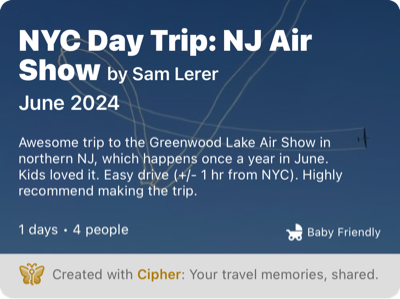 NYC Day Trip: NJ Air
Show by Sam Lerer
June 2024
Awesome trip to the Greenwood Lake Air Show in
northern NJ, which happens once a year in June.
Kids loved it. Easy drive (+/- 1 hr from NYC). Highly
recommend making the trip.
1 days • 4 people
Baby Friendly
Created with Cipher: Your travel memories, shared.